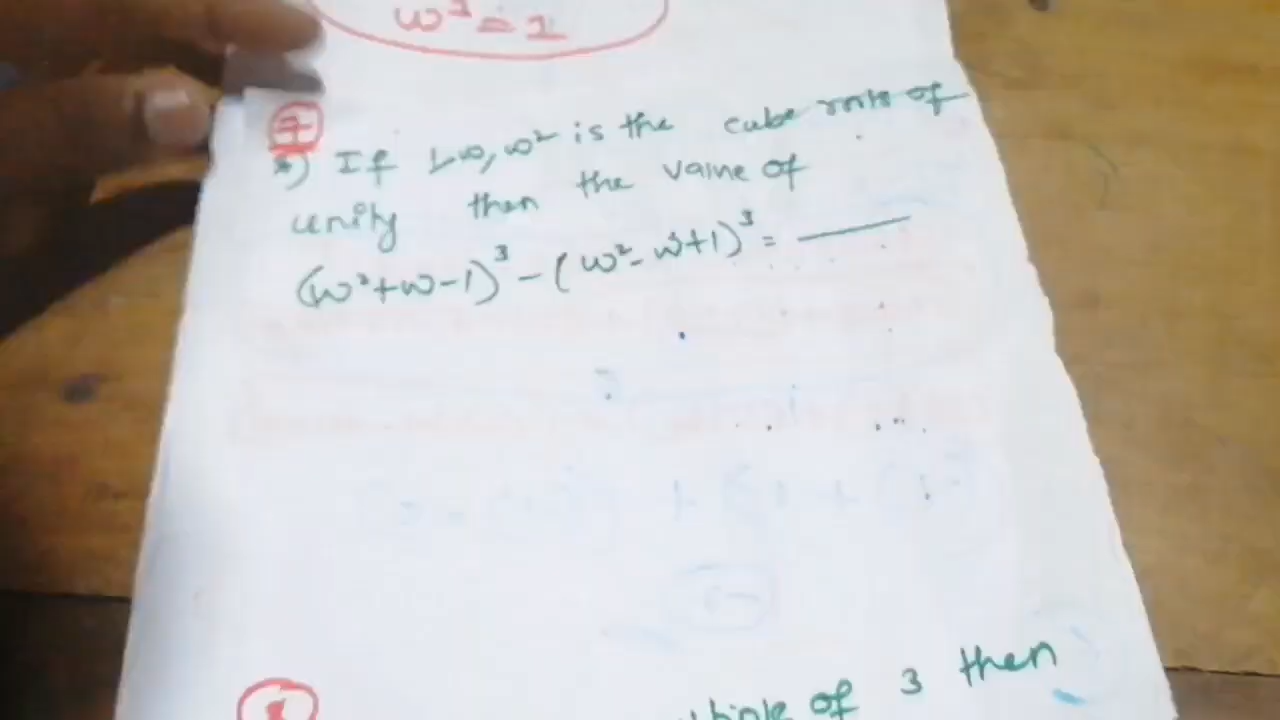 ω³ = 1
7
*) If 1,ω,ω² is the cube roots of
unity then the value of
(ω²+ω-1)³ - (ω²-ω+1)³ = ____
of 3 then